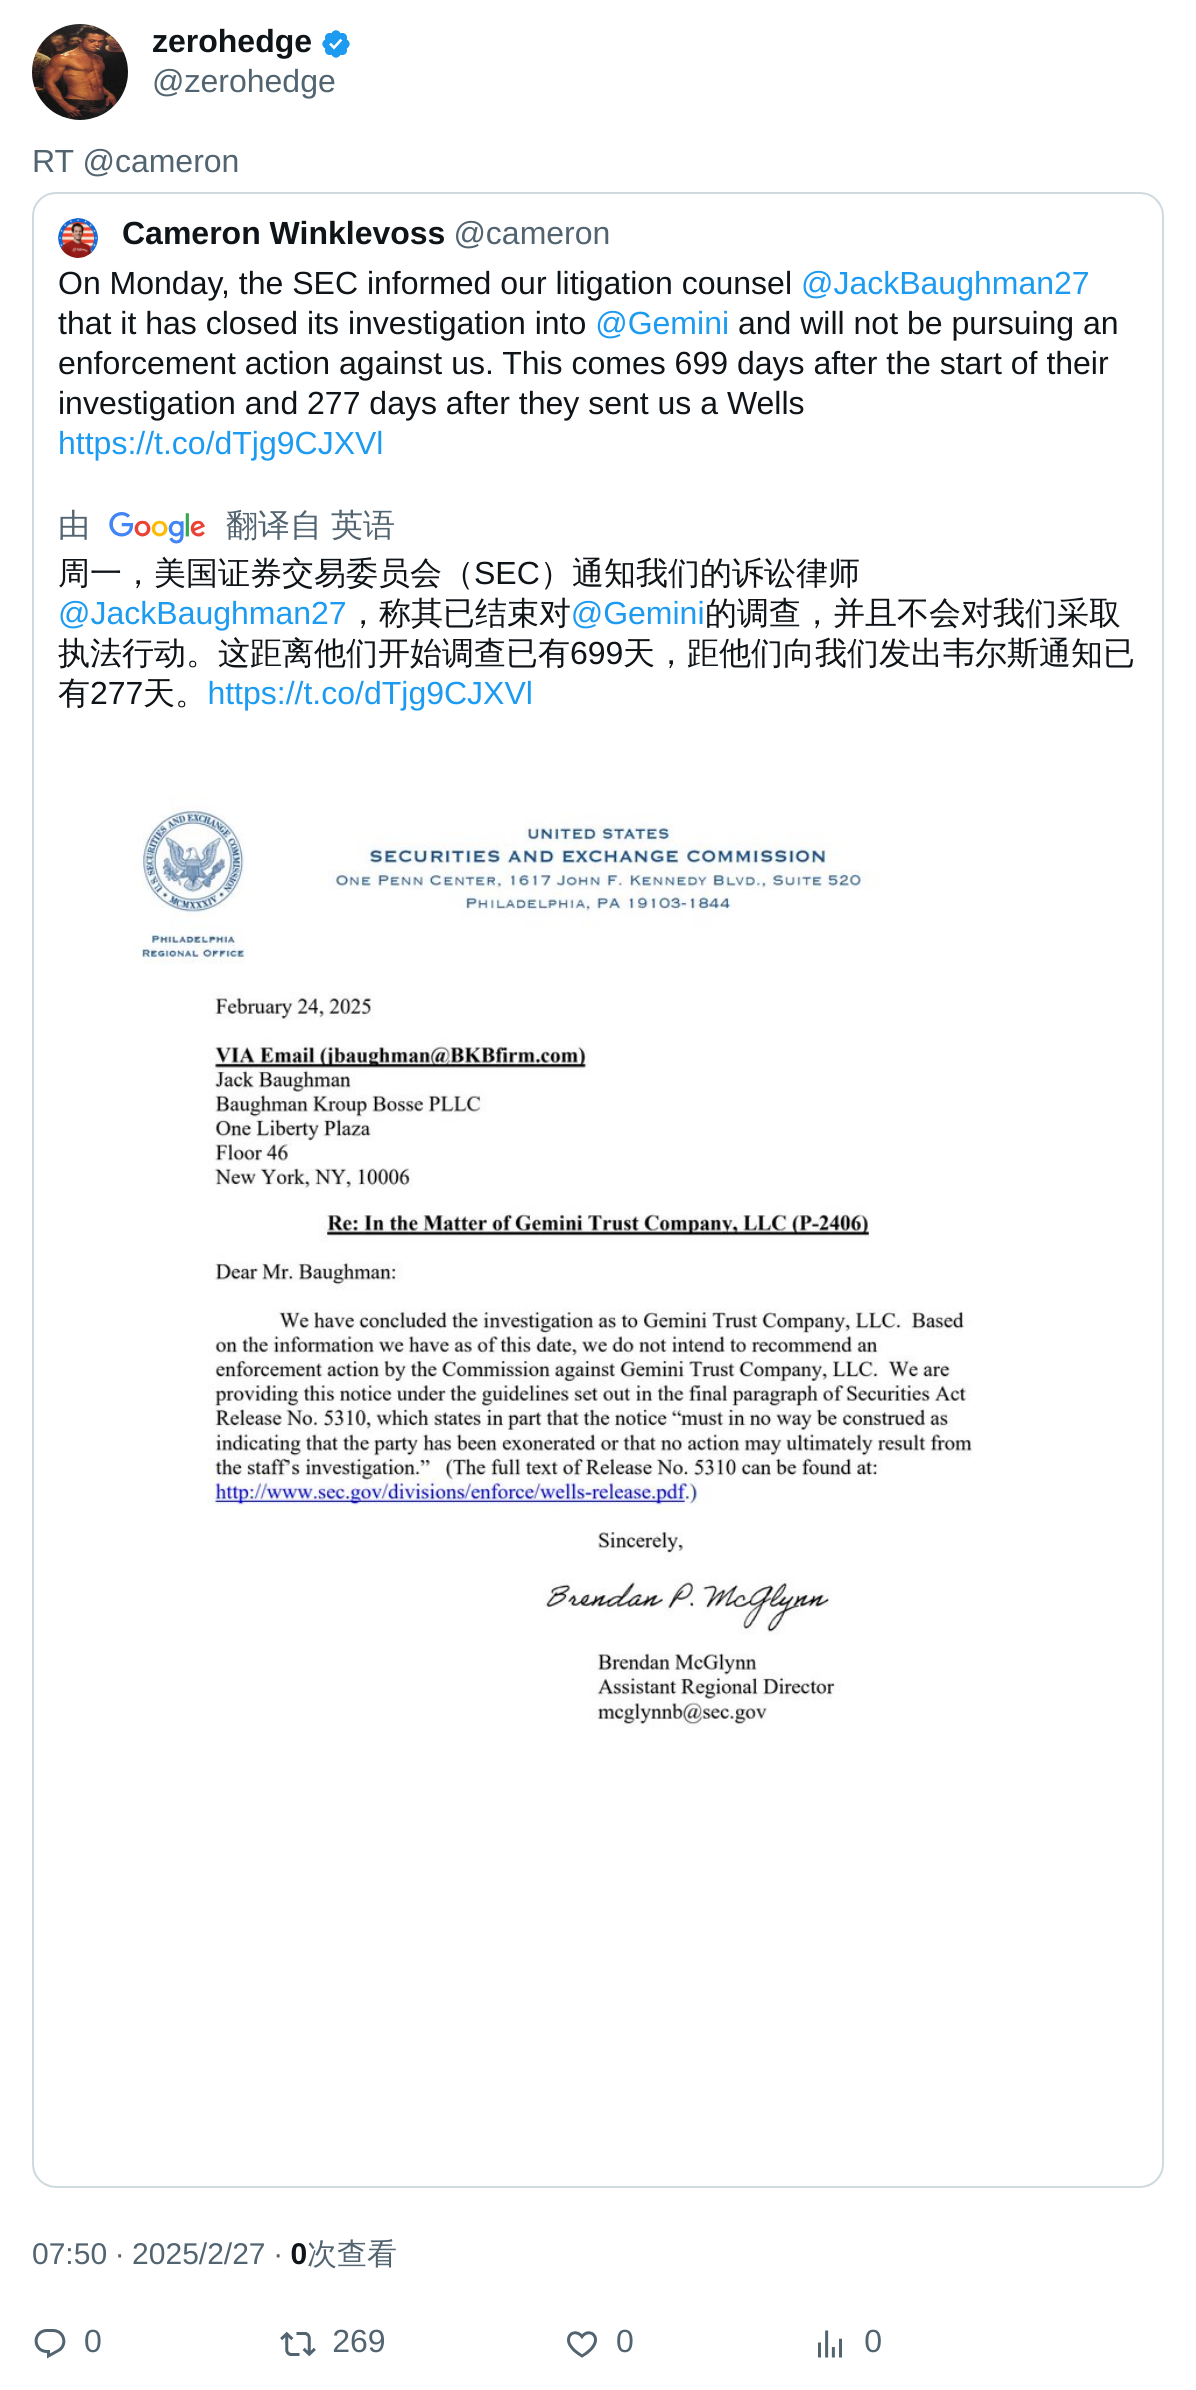 zerohedge
@zerohedge
RT @cameron
Cameron Winklevoss @cameron
On Monday, the SEC informed our litigation counsel @JackBaughman27
that it has closed its investigation into @Gemini and will not be pursuing an
enforcement action against us. This comes 699 days after the start of their
investigation and 277 days after they sent us a Wells
https://t.co/dTjg9CJXVl
由 Google 翻译自 英语
周一，美国证券交易委员会（SEC）通知我们的诉讼律师
@JackBaughman27，称其已结束对@Gemini的调查，并且不会对我们采取
执法行动。这距离他们开始调查已有699天，距他们向我们发出韦尔斯通知已
有277天。https://t.co/dTjg9CJXVl
U.S. SECURITIES AND EXCHANGE COMMISSION
MCMXXXIV
UNITED STATES
SECURITIES AND EXCHANGE COMMISSION
ONE PENN CENTER, 1617 JOHN F. KENNEDY BLVD., SUITE 520
PHILADELPHIA, PA 19103-1844
PHILADELPHIA
REGIONAL OFFICE
February 24, 2025
VIA Email (jbaughman@BKBfirm.com)
Jack Baughman
Baughman Kroup Bosse PLLC
One Liberty Plaza
Floor 46
New York, NY, 10006
Re: In the Matter of Gemini Trust Company, LLC (P-2406)
Dear Mr. Baughman:
We have concluded the investigation as to Gemini Trust Company, LLC.  Based
on the information we have as of this date, we do not intend to recommend an
enforcement action by the Commission against Gemini Trust Company, LLC.  We are
providing this notice under the guidelines set out in the final paragraph of Securities Act
Release No. 5310, which states in part that the notice “must in no way be construed as
indicating that the party has been exonerated or that no action may ultimately result from
the staff’s investigation.”   (The full text of Release No. 5310 can be found at:
http://www.sec.gov/divisions/enforce/wells-release.pdf.)
Sincerely,
Brendan P. McGlynn
Brendan McGlynn
Assistant Regional Director
mcglynnb@sec.gov
07:50 · 2025/2/27 · 0次查看
0 269 0 0